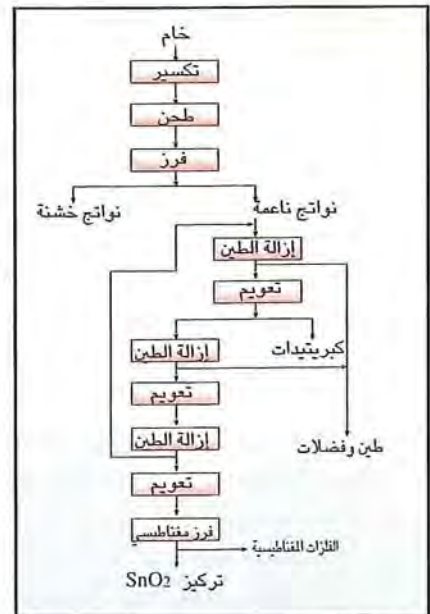 خام
تكسير
طحن
فرز
نواتج خشنة
نواتج ناعمة
إزالة الطين
تعويم
كبريتيدات
إزالة الطين
تعويم
إزالة الطين
طين وفضلات
تعويم
فرز مغناطيسي
الفلزات المغناطيسية
تركيز SnO2